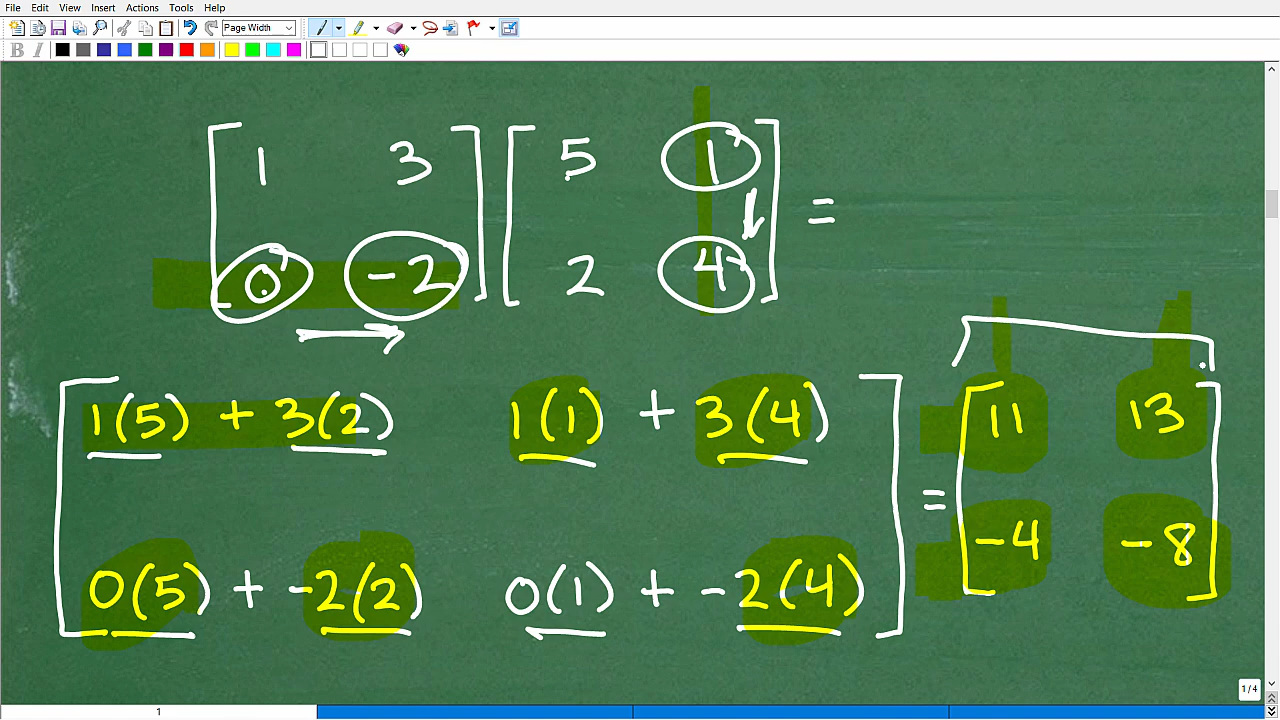 File Edit View Insert Actions Tools Help
Page Width
B I
1 3 5 1
=
0 -2 2 4
1(5) + 3(2) 1(1) + 3(4) 11 13
=
0(5) + -2(2) 0(1) + -2(4) -4 -8
1/4
1